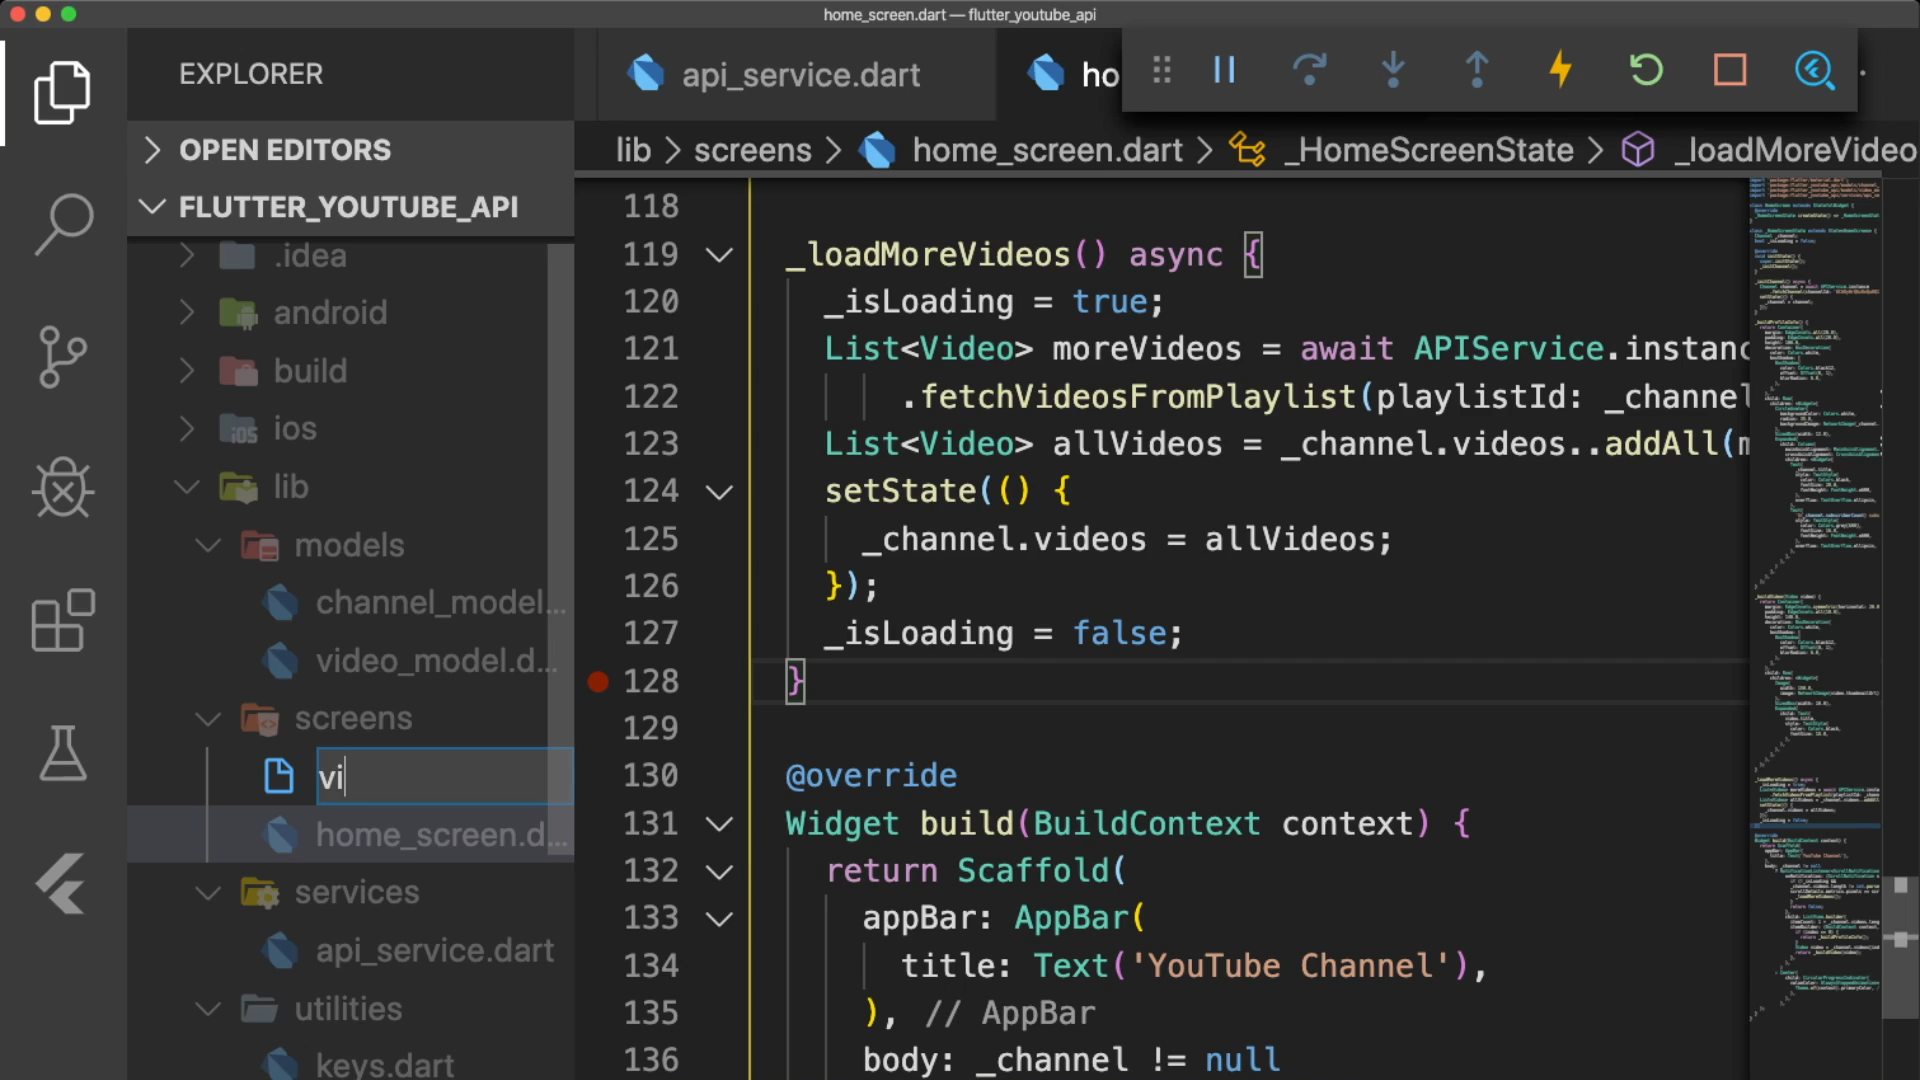 home_screen.dart — flutter_youtube_api
EXPLORER
OPEN EDITORS
FLUTTER_YOUTUBE_API
.idea
android
build
ios
lib
models
channel_model...
video_model.d...
screens
vi
home_screen.d...
services
api_service.dart
utilities
keys.dart
api_service.dart
ho
lib > screens > home_screen.dart > _HomeScreenState > _loadMoreVideo
118
119 _loadMoreVideos() async {
120 _isLoading = true;
121 List<Video> moreVideos = await APIService.instanc
122 .fetchVideosFromPlaylist(playlistId: _channel
123 List<Video> allVideos = _channel.videos..addAll(m
124 setState(() {
125 _channel.videos = allVideos;
126 });
127 _isLoading = false;
128 }
129
130 @override
131 Widget build(BuildContext context) {
132 return Scaffold(
133 appBar: AppBar(
134 title: Text('YouTube Channel'),
135 ), // AppBar
136 body: _channel != null